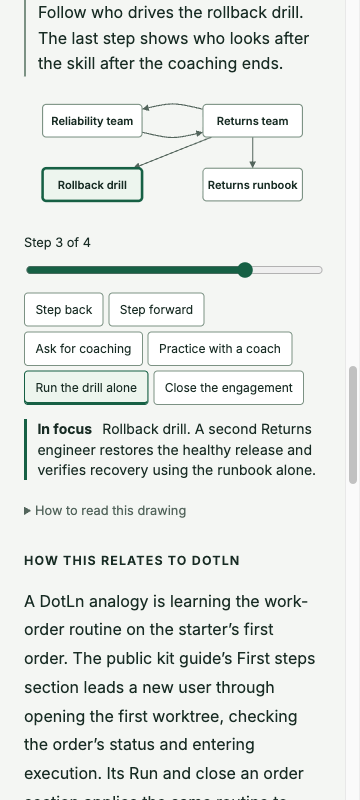 Follow who drives the rollback drill.
The last step shows who looks after
the skill after the coaching ends.
Reliability team
Returns team
Rollback drill
Returns runbook
Step 3 of 4
Step back
Step forward
Ask for coaching
Practice with a coach
Run the drill alone
Close the engagement
In focus Rollback drill. A second Returns
engineer restores the healthy release and
verifies recovery using the runbook alone.
How to read this drawing
HOW THIS RELATES TO DOTLN
A DotLn analogy is learning the work-
order routine on the starter’s first
order. The public kit guide’s First steps
section leads a new user through
opening the first worktree, checking
the order’s status and entering
execution. Its Run and close an order
section applies the same routine to